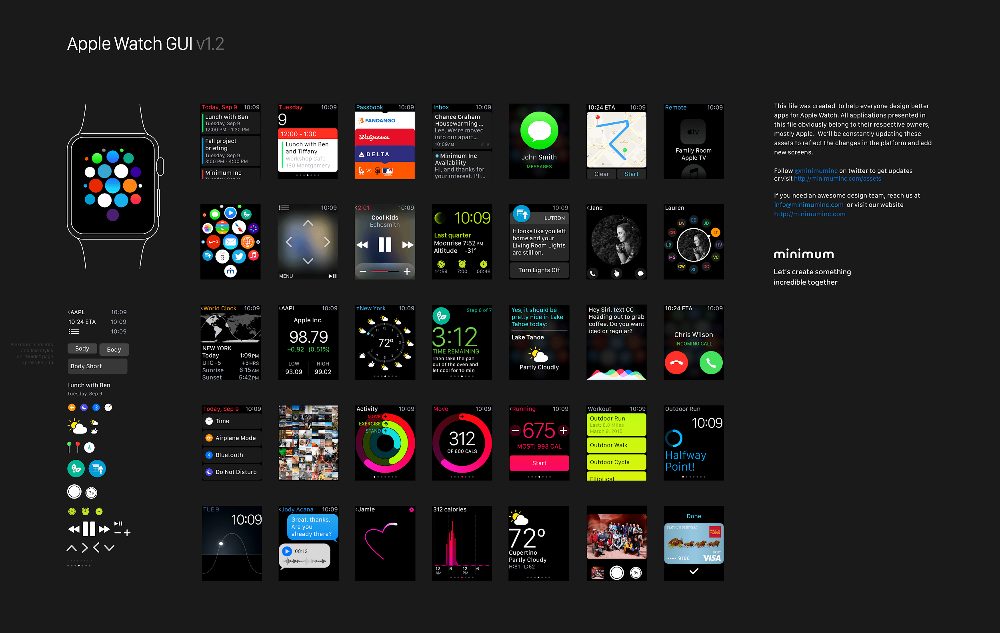 Apple Watch GUI v1.2
Today, Sep 9 10:09
Lunch with Ben
Tuesday, Sep 9
12:00 PM - 1:30 PM
Fall project
briefing
Tuesday, Sep 9
3:00 PM - 4:00 PM
Minimum Inc
Tuesday, Sep 9
Tuesday 10:09
9
12:00 - 1:30
Lunch with Ben
and Tiffany
Workshop Cafe
180 Montgomery
Passbook 10:09
FANDANGO
Walgreens
DELTA
LA VS SF MLB.COM
Inbox 10:09
Chance Graham
Housewarming ...
Lee, We’re moved
into our apart...
10:09AM
Minimum Inc
Availability
Hi, and thanks for
your interest. I’ll...
John Smith
MESSAGES
10:24 ETA 10:09
Clear Start
Remote 10:09
tv
Family Room
Apple TV
This file was created to help everyone design better
apps for Apple Watch. All applications presented in
this file obviously belong to their respective owners,
mostly Apple. We’ll be constantly updating these
assets to reflect the changes in the platform and add
new screens.
Follow @minimuminc on twitter to get updates
or visit http://minimuminc.com/assets
If you need an awesome design team, reach us at
info@minimuminc.com or visit our website
http://minimuminc.com
minimum
Let’s create something
incredible together
Tue
9
m
10:09
MENU
‹2:01 10:09
Cool Kids
Echosmith
10:09
Last quarter
Moonrise 7:52PM
Altitude -31°
14:59 7:00 00:46
10:09
LUTRON
It looks like you left
home and your
Living Room Lights
are still on.
Turn Lights Off
‹Jane
Lauren
EB
JD
LT
HV
VC
DC
SL
CW
MS
LB
CG
LW
‹AAPL 10:09
10:24 ETA 10:09
10:09
See more elements
and text styles
on “Guide” page
(press Fn + ↓)
Body Body
Body Short
Lunch with Ben
Tuesday, Sep 9
3s
‹World Clock 10:09
NEW YORK
Today 1:09PM
UTC -5 +3HRS
Sunrise 6:15AM
Sunset 5:42PM
‹AAPL 10:09
Apple Inc.
98.79
+0.92 (0.51%)
LOW HIGH
93.09 99.02
New York 10:09
12
1
2
3
4
5
6
7
8
10
11
72°
Step 6 of 7
3:12
TIME REMAINING
Then take the pan
out of the oven and
let cool for 10 min
Yes, it should be
pretty nice in Lake
Tahoe today:
Lake Tahoe
Partly Cloudly
Hey Siri, text CC
Heading out to grab
coffee. Do you want
iced or regular?
10:24 ETA 10:09
Chris Wilson
INCOMING CALL
Today, Sep 9 10:09
Time
Airplane Mode
Bluetooth
Do Not Disturb
Activity 10:09
MOVE
EXERCISE
STAND
Move 10:09
312
OF 600 CALS
‹Running 10:09
675
MOST: 993 CAL
Start
Workout 10:09
Outdoor Run
Last: 8.0 Miles
March 9, 2015
Outdoor Walk
Outdoor Cycle
Elliptical
Outdoor Run
10:09
Halfway
Point!
TUE 9
10:09
‹Jody Acana 10:09
Great, thanks.
Are you
already there?
00:12
‹Jamie
312 calories
12 6 12 6
AM PM
72°
Cupertino
Partly Cloudy
H:81 L:62
3s
Done
PLATINUM DEBIT CARD
WELLS
FARGO
DEBIT
•••• 9188 VISA